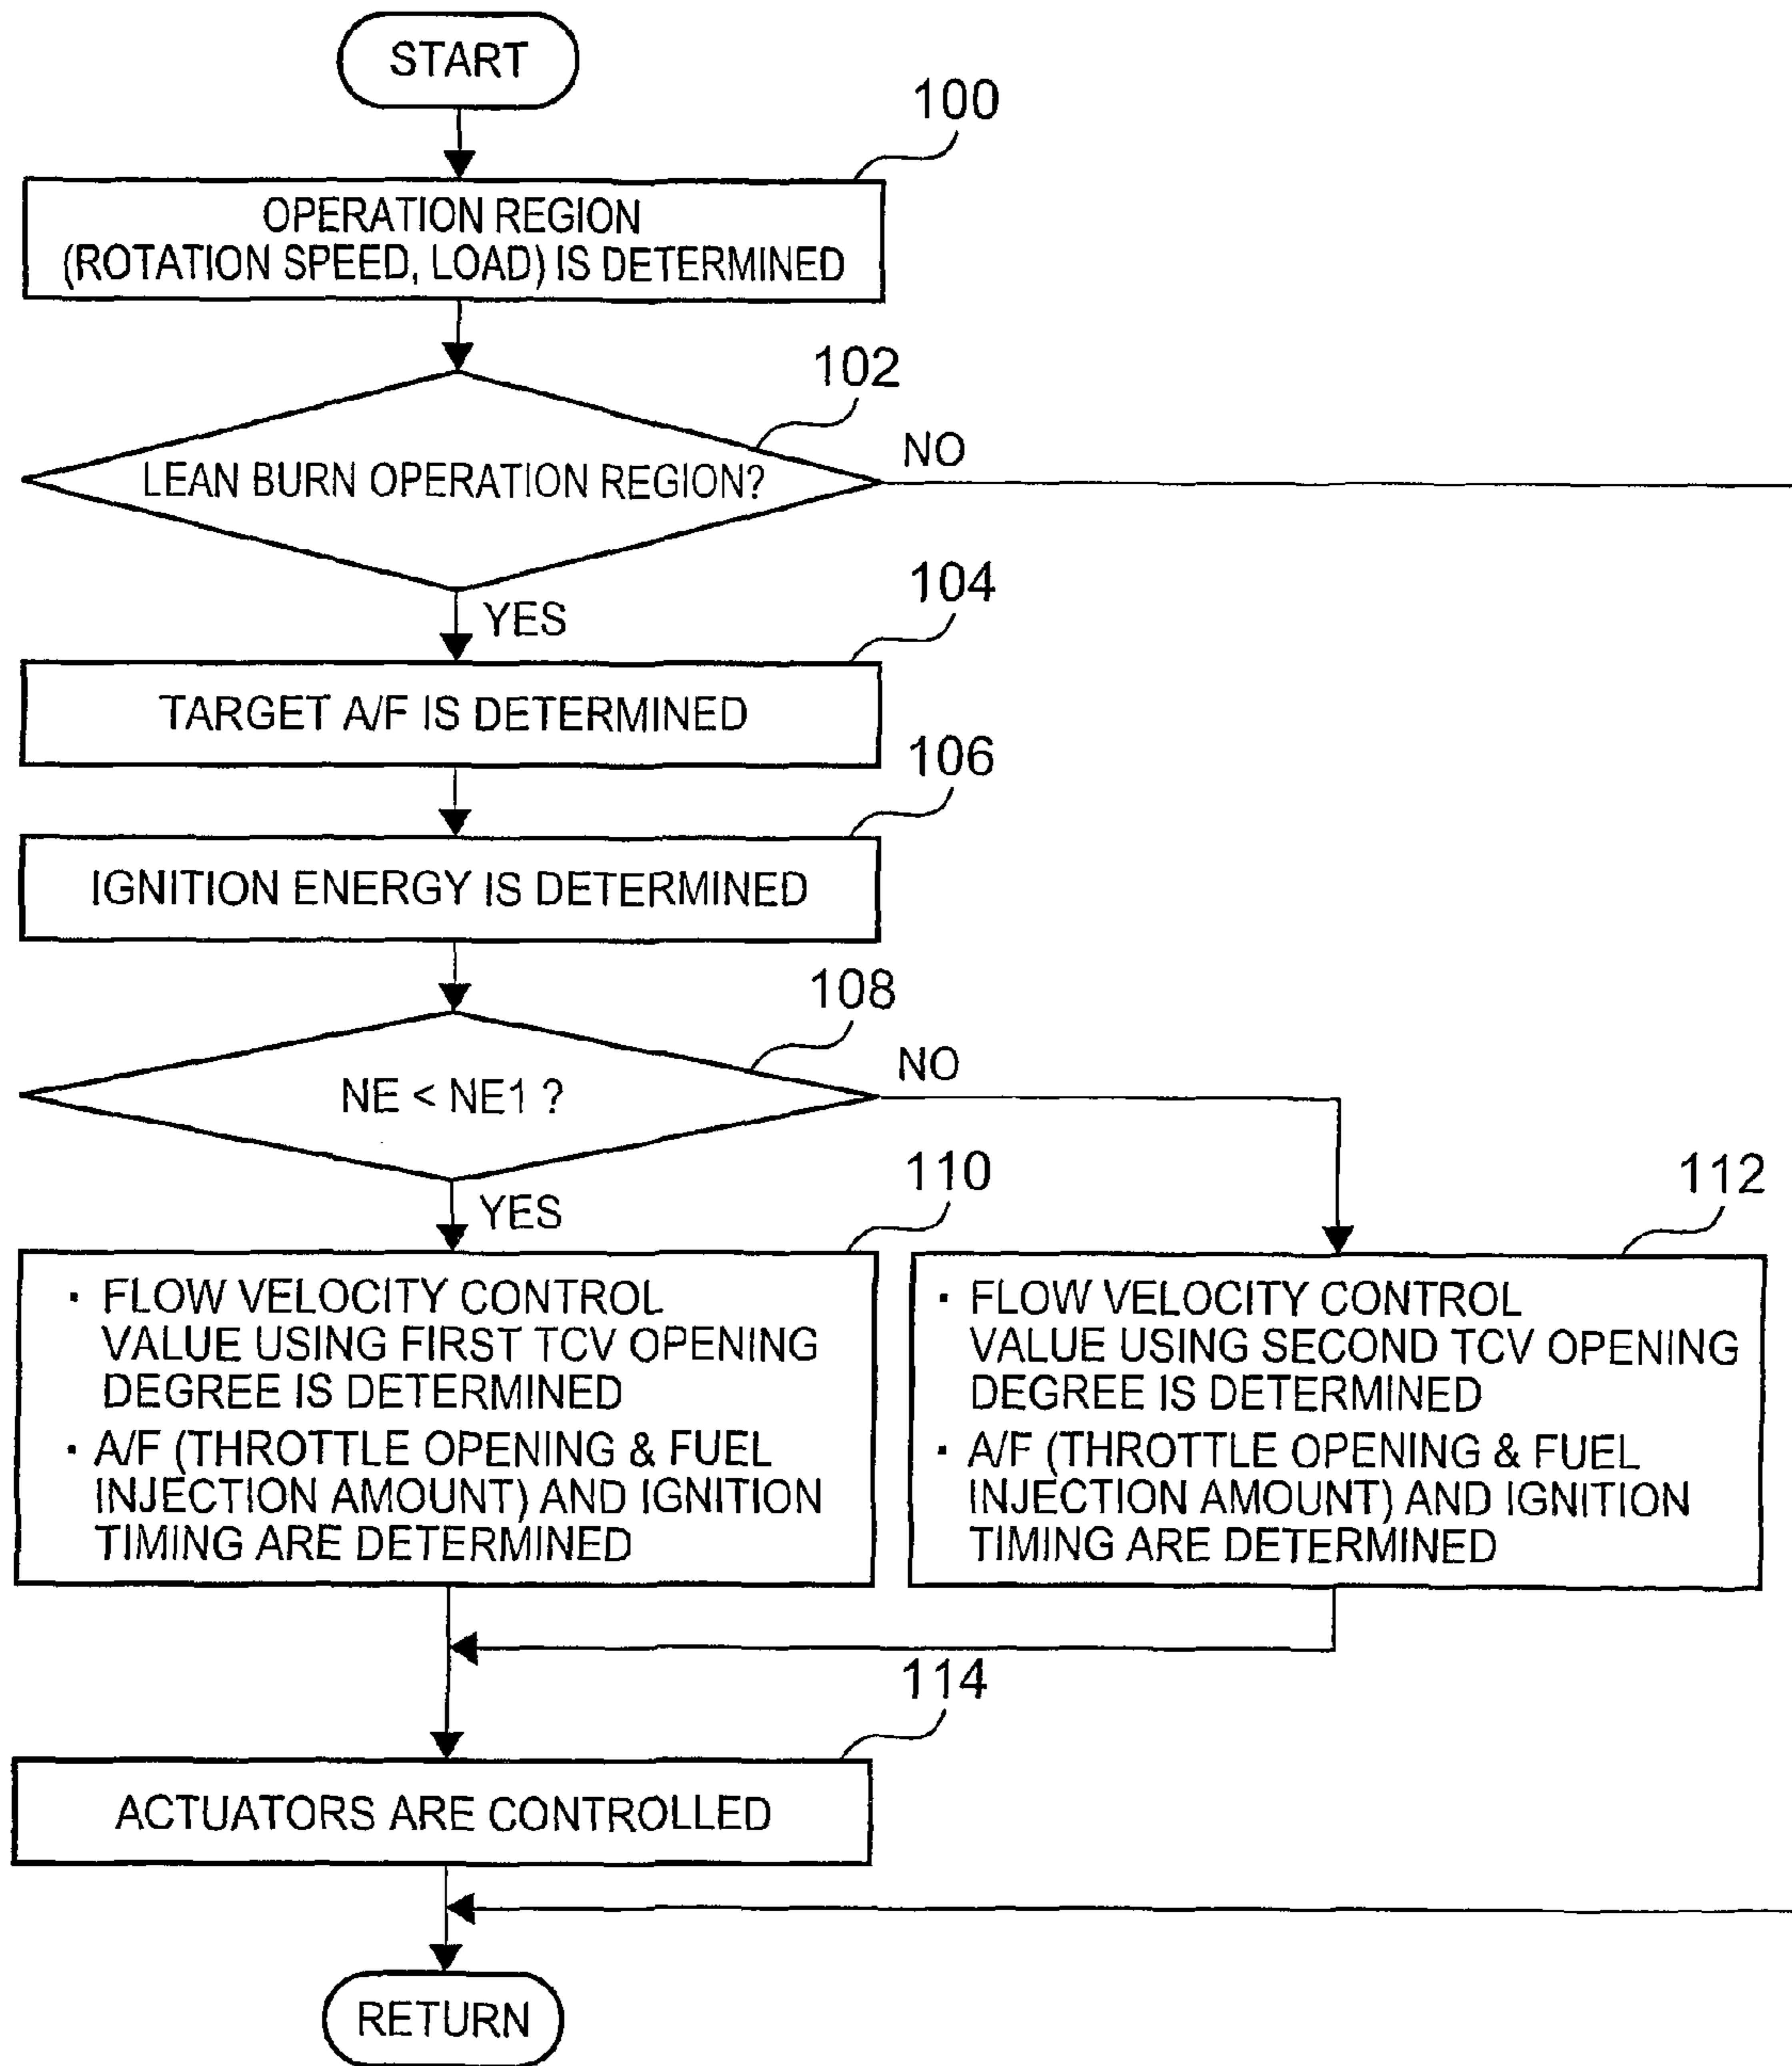 START
100
OPERATION REGION
(ROTATION SPEED, LOAD) IS DETERMINED
102
LEAN BURN OPERATION REGION?
NO
YES
104
TARGET A/F IS DETERMINED
106
IGNITION ENERGY IS DETERMINED
108
NE < NE1 ?
NO
YES
110
· FLOW VELOCITY CONTROL
VALUE USING FIRST TCV OPENING
DEGREE IS DETERMINED
· A/F (THROTTLE OPENING & FUEL
INJECTION AMOUNT) AND IGNITION
TIMING ARE DETERMINED
112
· FLOW VELOCITY CONTROL
VALUE USING SECOND TCV OPENING
DEGREE IS DETERMINED
· A/F (THROTTLE OPENING & FUEL
INJECTION AMOUNT) AND IGNITION
TIMING ARE DETERMINED
114
ACTUATORS ARE CONTROLLED
RETURN